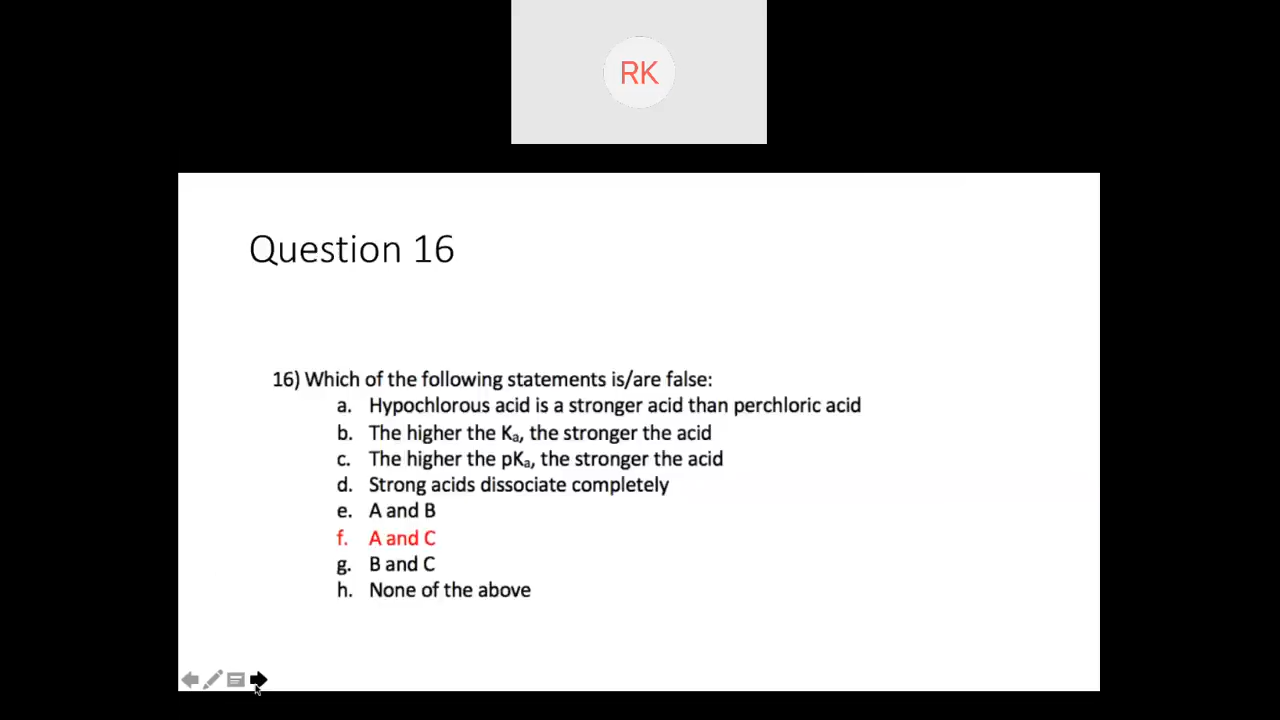 RK
Question 16
16) Which of the following statements is/are false:
a. Hypochlorous acid is a stronger acid than perchloric acid
b. The higher the Kₐ, the stronger the acid
c. The higher the pKₐ, the stronger the acid
d. Strong acids dissociate completely
e. A and B
f. A and C
g. B and C
h. None of the above